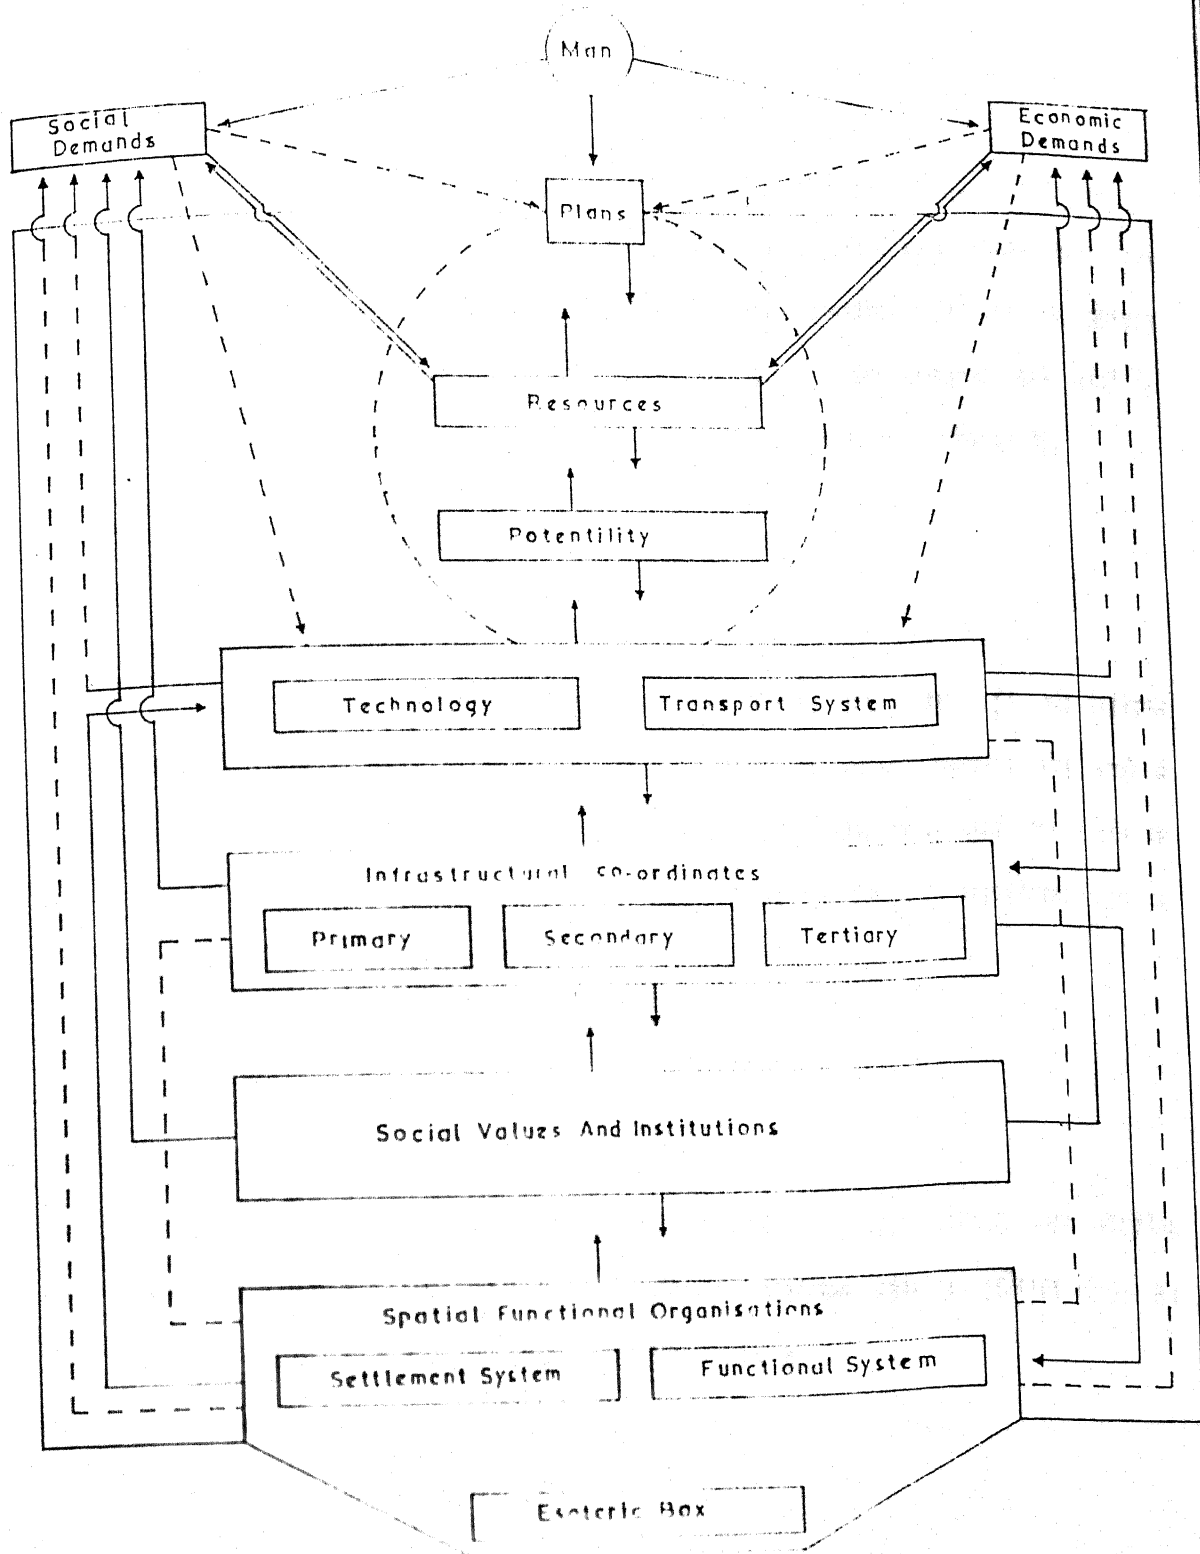 Man
Social
Demands
Economic
Demands
Plans
Resources
Potentility
Technology
Transport System
Infrastructural co-ordinates
Primary
Secondary
Tertiary
Social Values And Institutions
Spatial Functional Organisations
Settlement System
Functional System
Esoteric Box